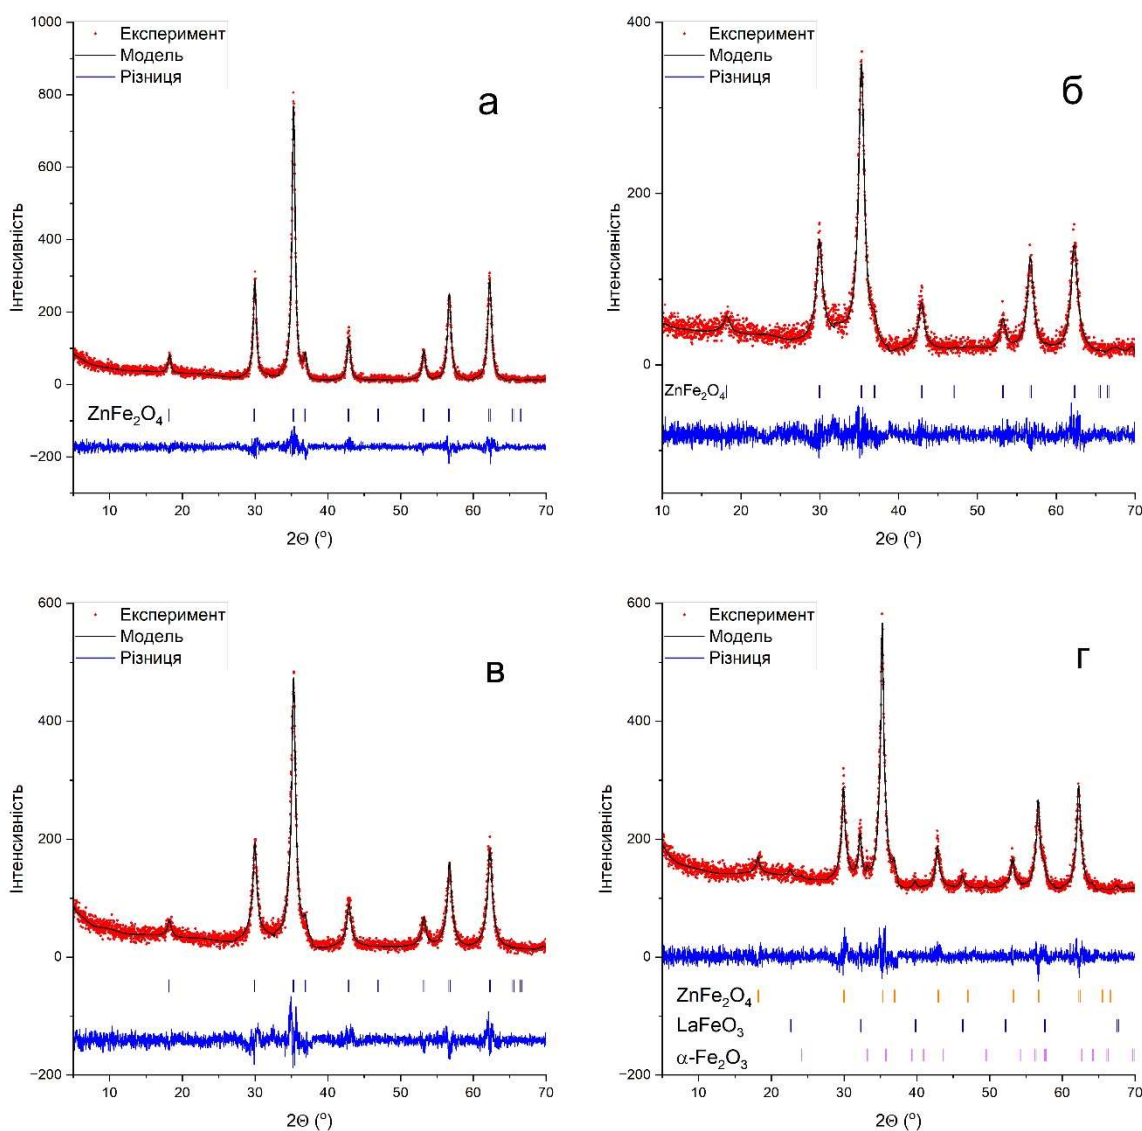 Експеримент
Модель
Різниця
а
Інтенсивність
1000
800
600
400
200
0
−200
ZnFe₂O₄
10
20
30
40
50
60
70
2Θ (°)
Експеримент
Модель
Різниця
б
Інтенсивність
400
300
200
100
0
ZnFe₂O₄
10
20
30
40
50
60
70
2Θ (°)
Експеримент
Модель
Різниця
в
Інтенсивність
600
400
200
0
−200
10
20
30
40
50
60
70
2Θ (°)
Експеримент
Модель
Різниця
г
Інтенсивність
600
400
200
0
−200
ZnFe₂O₄
LaFeO₃
α-Fe₂O₃
10
20
30
40
50
60
70
2Θ (°)